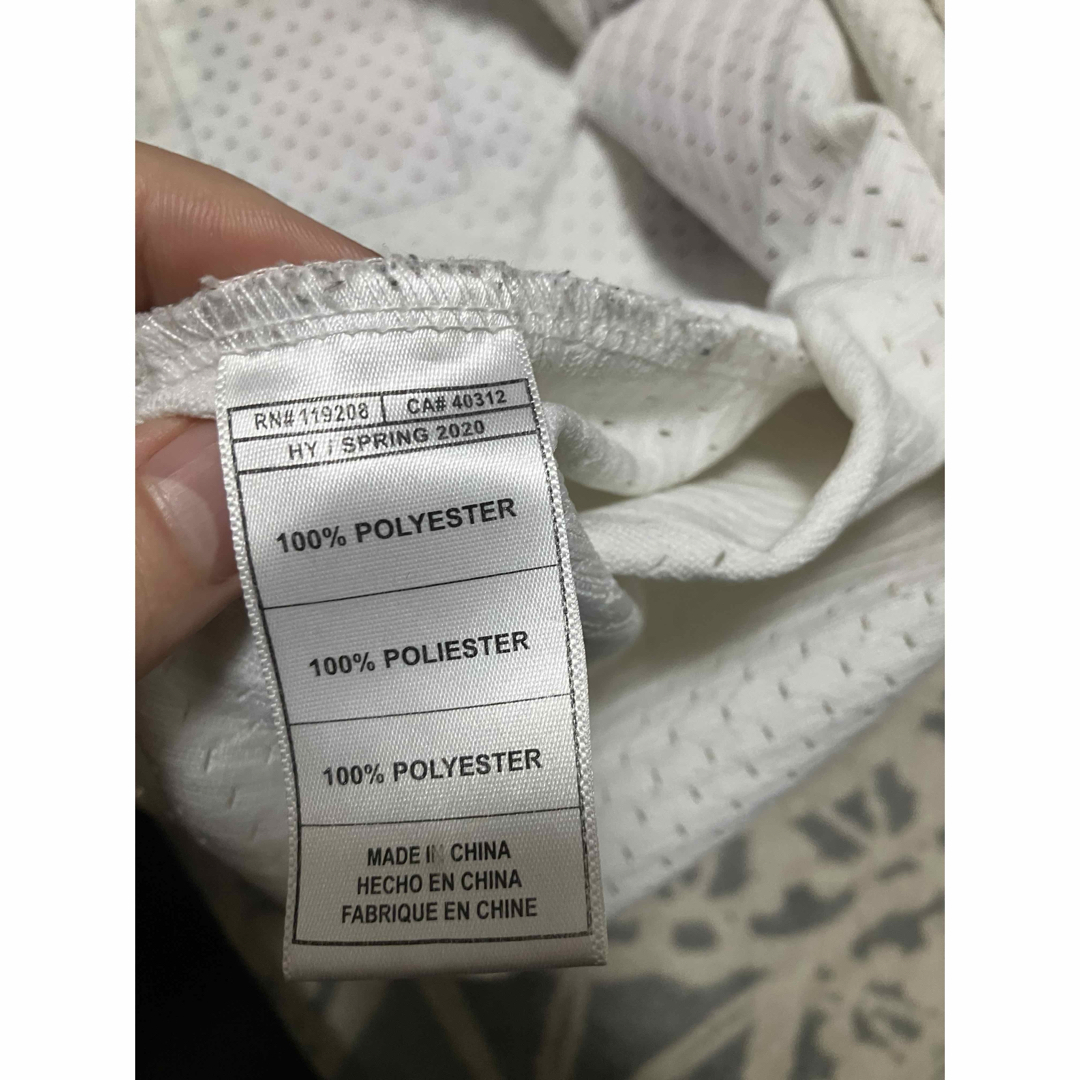 RN# 119208 CA# 40312
HY / SPRING 2020
100% POLYESTER
100% POLIESTER
100% POLYESTER
MADE IN CHINA
HECHO EN CHINA
FABRIQUE EN CHINE